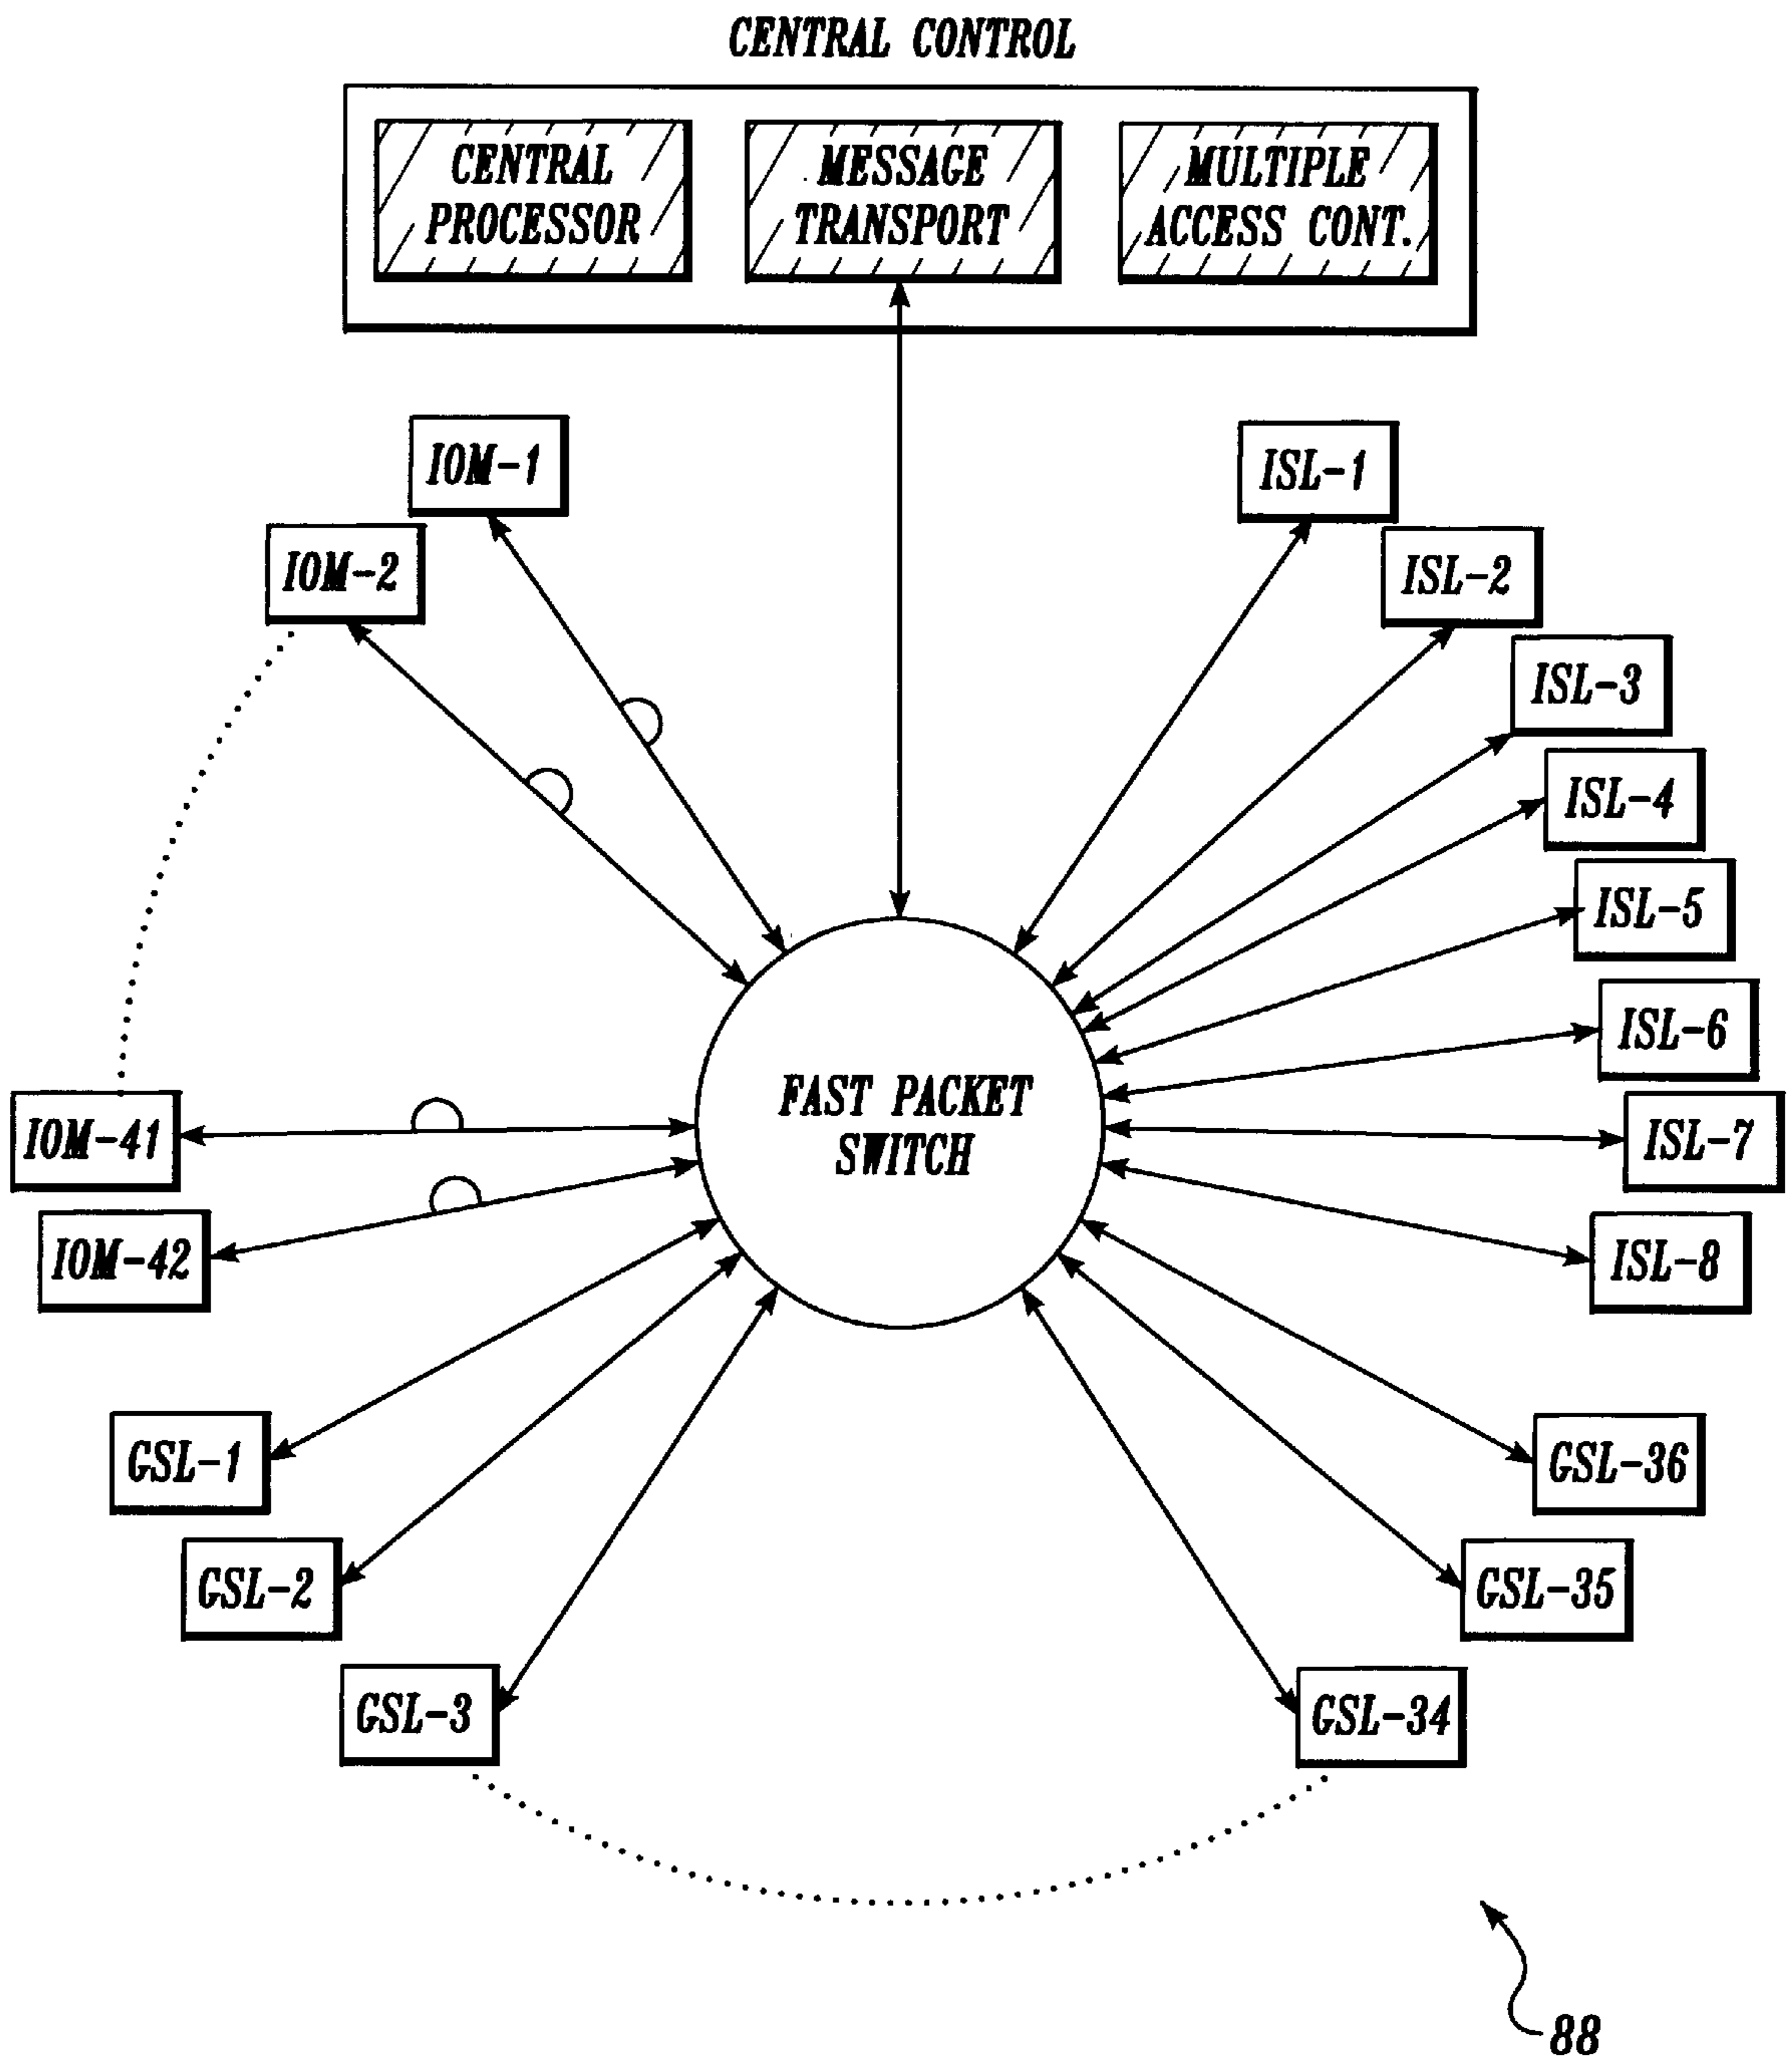 CENTRAL CONTROL
CENTRAL
PROCESSOR
MESSAGE
TRANSPORT
MULTIPLE
ACCESS CONT.
IOM-1
IOM-2
ISL-1
ISL-2
ISL-3
ISL-4
ISL-5
ISL-6
ISL-7
ISL-8
FAST PACKET
SWITCH
IOM-41
IOM-42
GSL-1
GSL-2
GSL-3
GSL-36
GSL-35
GSL-34
88